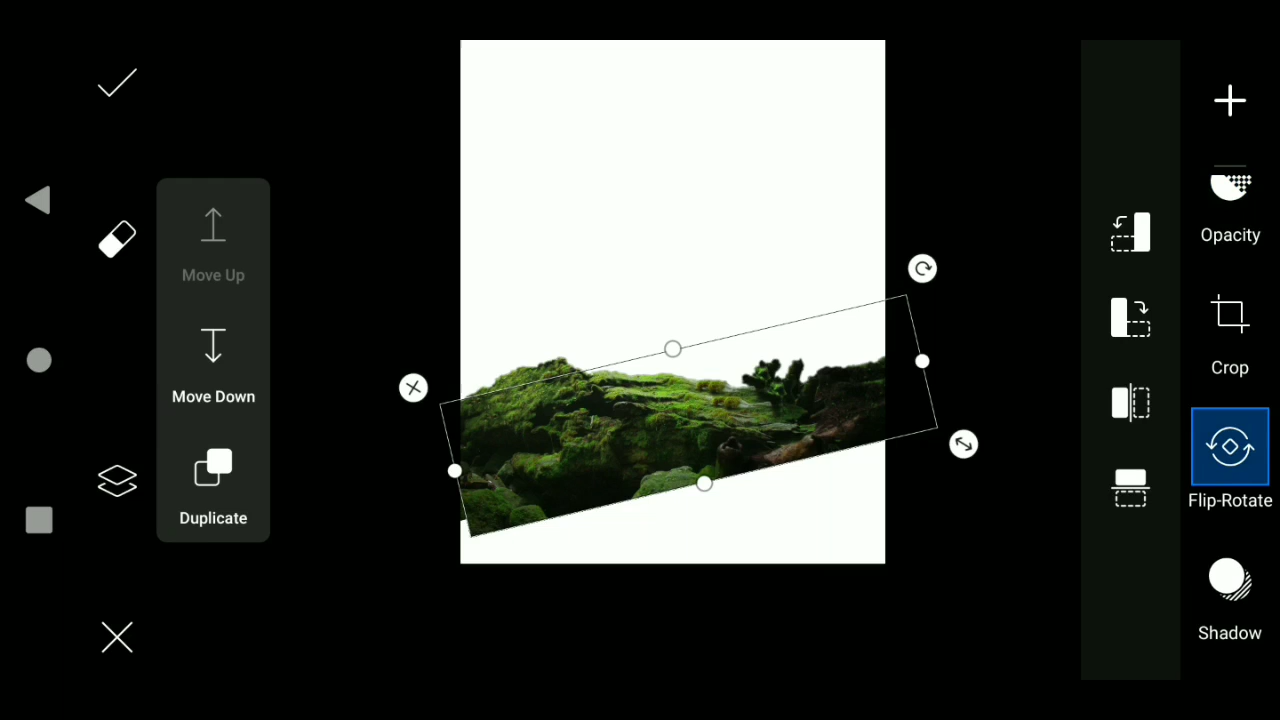 Move Up
Move Down
Duplicate
Opacity
Crop
Flip-Rotate
Shadow